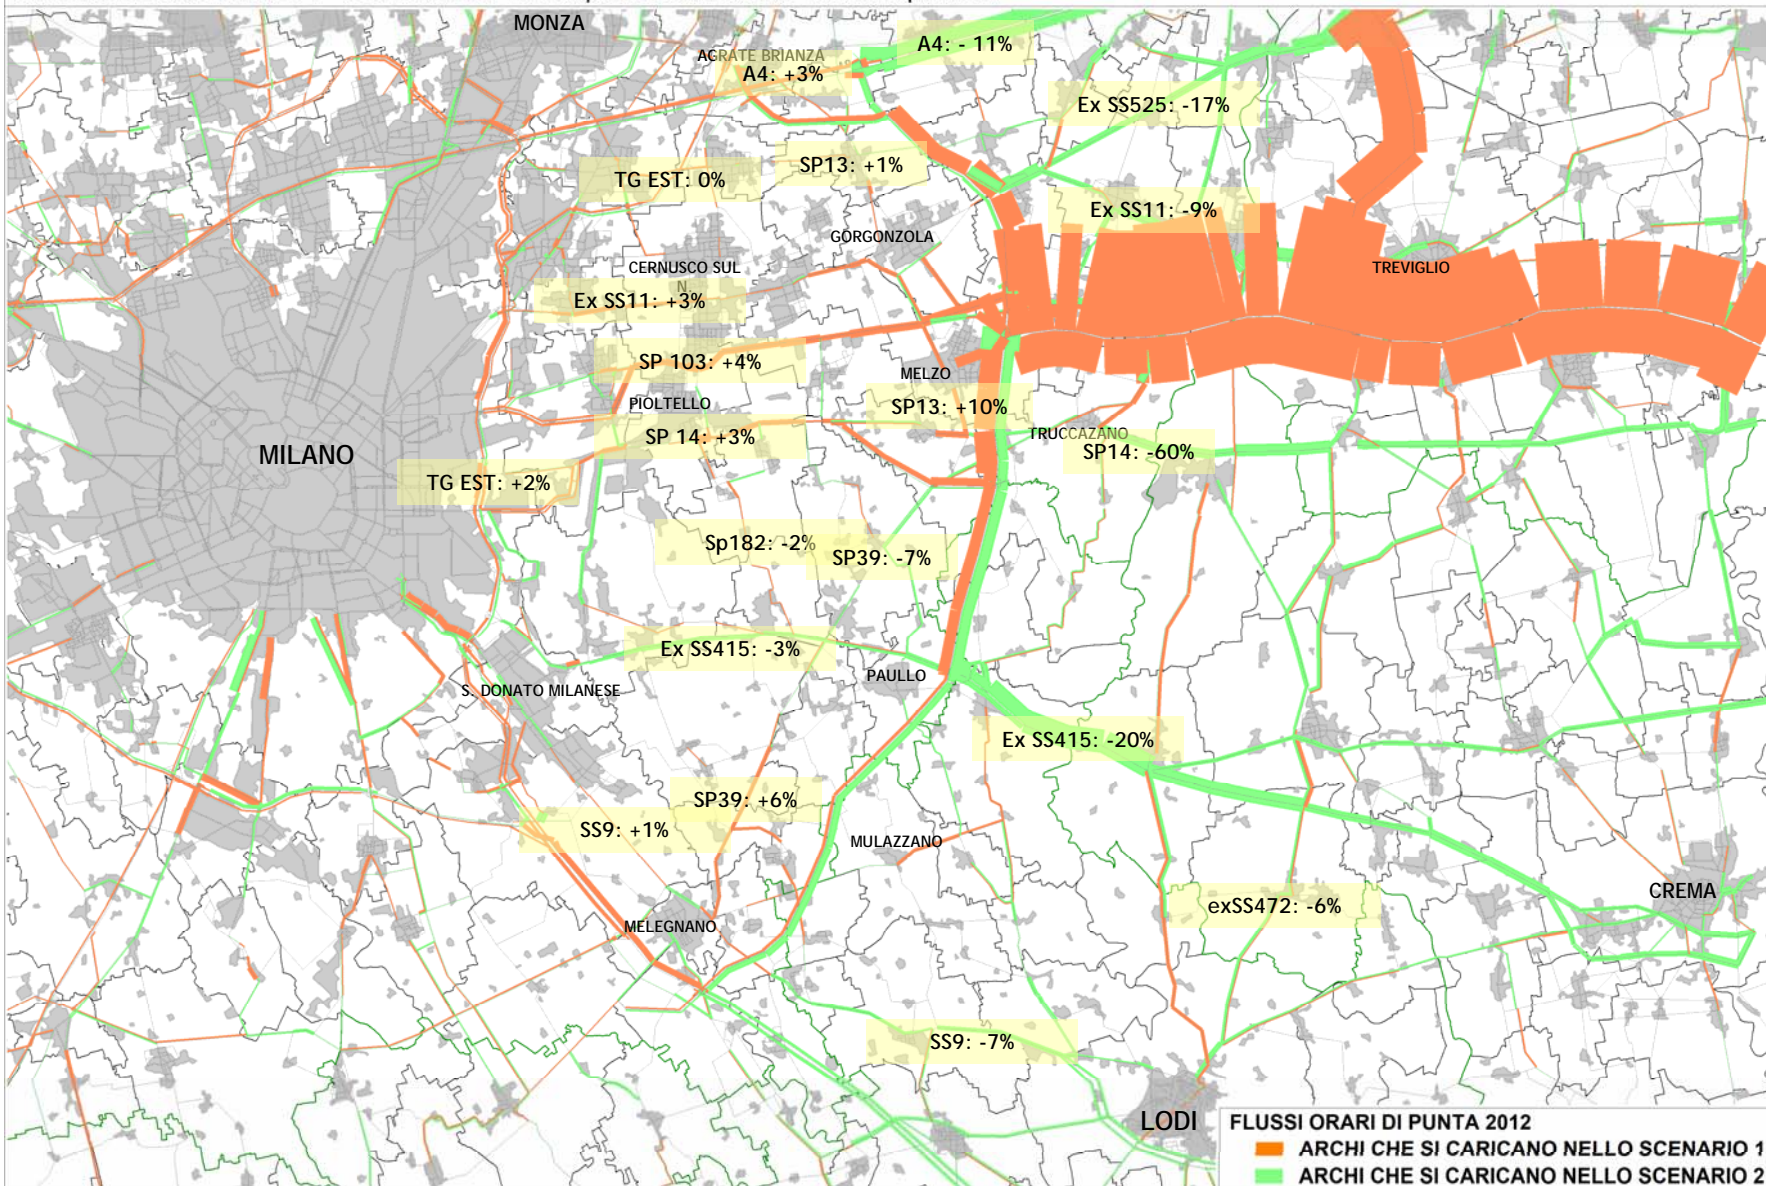 MONZA
A4: - 11%
AGRATE BRIANZA
A4: +3%
Ex SS525: -17%
SP13: +1%
TG EST: 0%
Ex SS11: -9%
GORGONZOLA
CERNUSCO SUL
N.
TREVIGLIO
Ex SS11: +3%
SP 103: +4%
MELZO
PIOLTELLO
SP13: +10%
SP 14: +3%
TRUCCAZANO
SP14: -60%
MILANO
TG EST: +2%
Sp182: -2%
SP39: -7%
Ex SS415: -3%
PAULLO
S. DONATO MILANESE
Ex SS415: -20%
SP39: +6%
SS9: +1%
MULAZZANO
CREMA
exSS472: -6%
MELEGNANO
SS9: -7%
LODI
FLUSSI ORARI DI PUNTA 2012
ARCHI CHE SI CARICANO NELLO SCENARIO 1
ARCHI CHE SI CARICANO NELLO SCENARIO 2